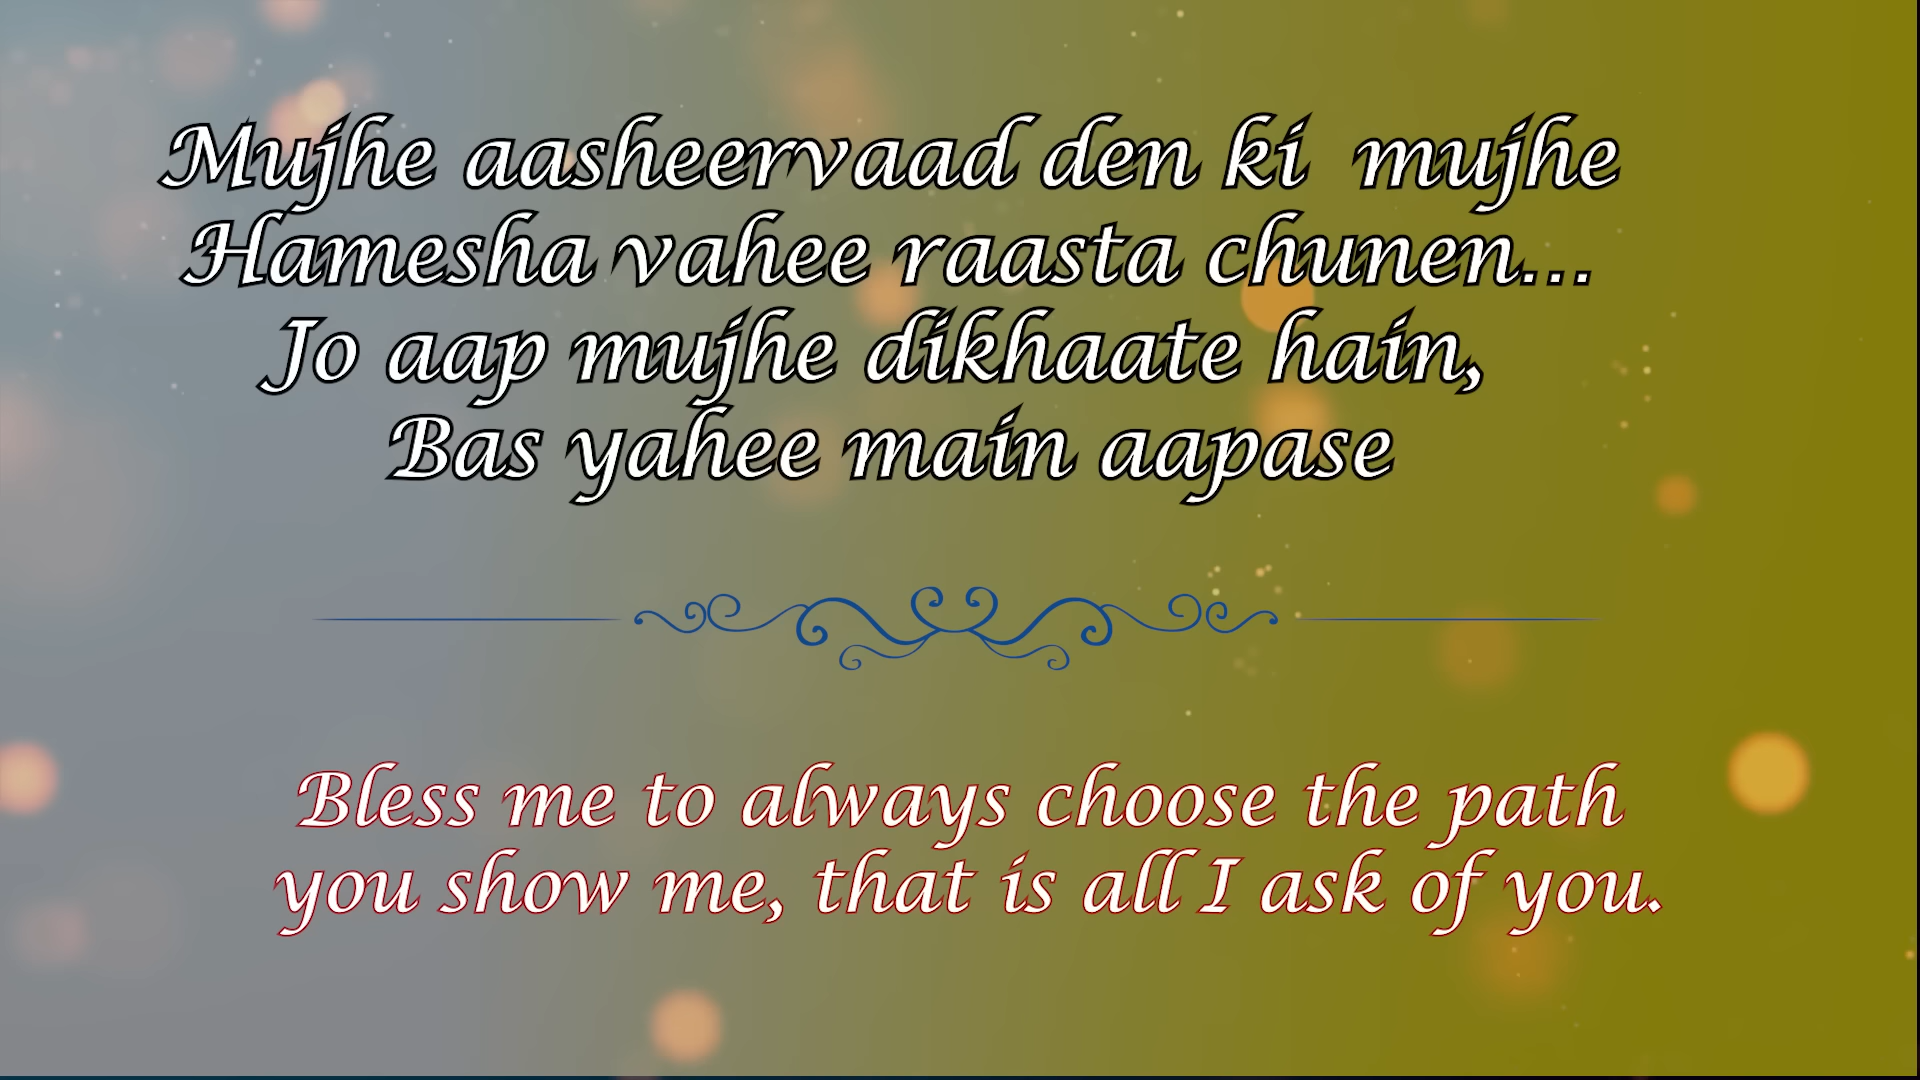 Mujhe aasheervaad den ki mujhe
Hamesha vahee raasta chunen...
Jo aap mujhe dikhaate hain,
Bas yahee main aapase
Bless me to always choose the path
you show me, that is all I ask of you.